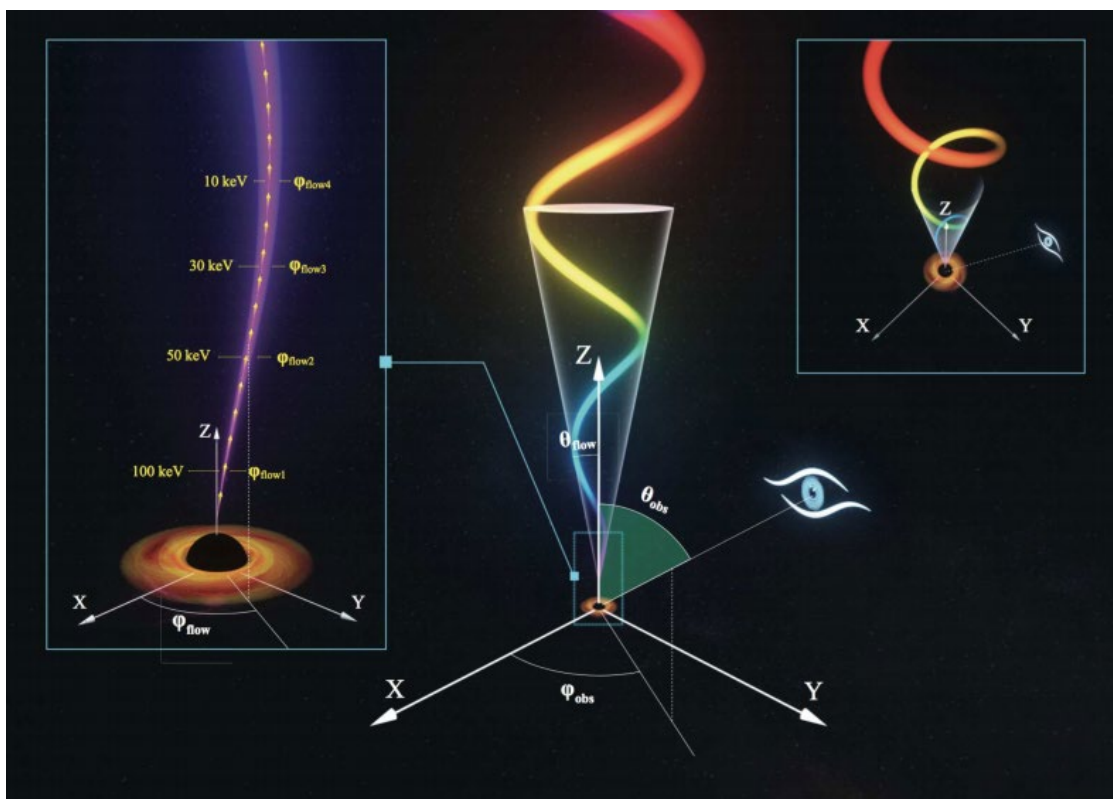 10 keV
φflow4
30 keV
φflow3
50 keV
φflow2
Z
100 keV
φflow1
X
Y
φflow
Z
θflow
θobs
X
Y
φobs
Z
X
Y